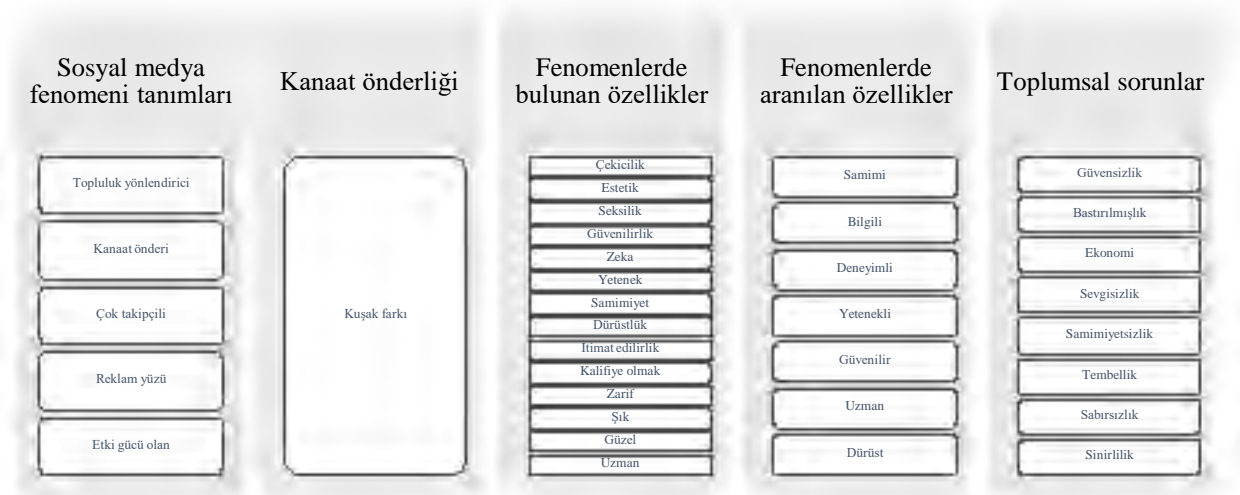 Sosyal medya
fenomeni tanımları
Topluluk yönlendirici
Kanaat önderi
Çok takipçili
Reklam yüzü
Etki gücü olan
Kanaat önderliği
Kuşak farkı
Fenomenlerde
bulunan özellikler
Çekicilik
Estetik
Seksilik
Güvenilirlik
Zeka
Yetenek
Samimiyet
Dürüstlük
Itimat edilirlik
Kalifiye olmak
Zarif
Şık
Güzel
Uzman
Fenomenlerde
aranılan özellikler
Samimi
Bilgili
Deneyimli
Yetenekli
Güvenilir
Uzman
Dürüst
Toplumsal sorunlar
Güvensizlik
Bastırılmışlık
Ekonomi
Sevgisizlik
Samimiyetsizlik
Tembellik
Sabırsızlık
Sinirlilik